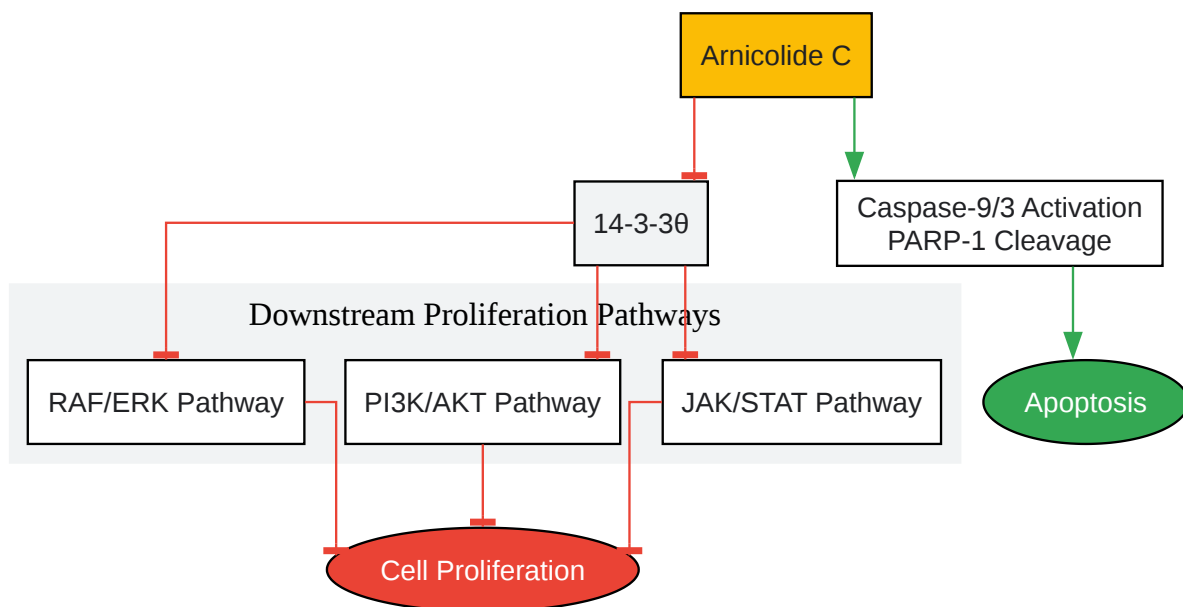 Arnicolide C
14-3-3θ
Caspase-9/3 Activation
PARP-1 Cleavage
Downstream Proliferation Pathways
RAF/ERK Pathway
PI3K/AKT Pathway
JAK/STAT Pathway
Apoptosis
Cell Proliferation